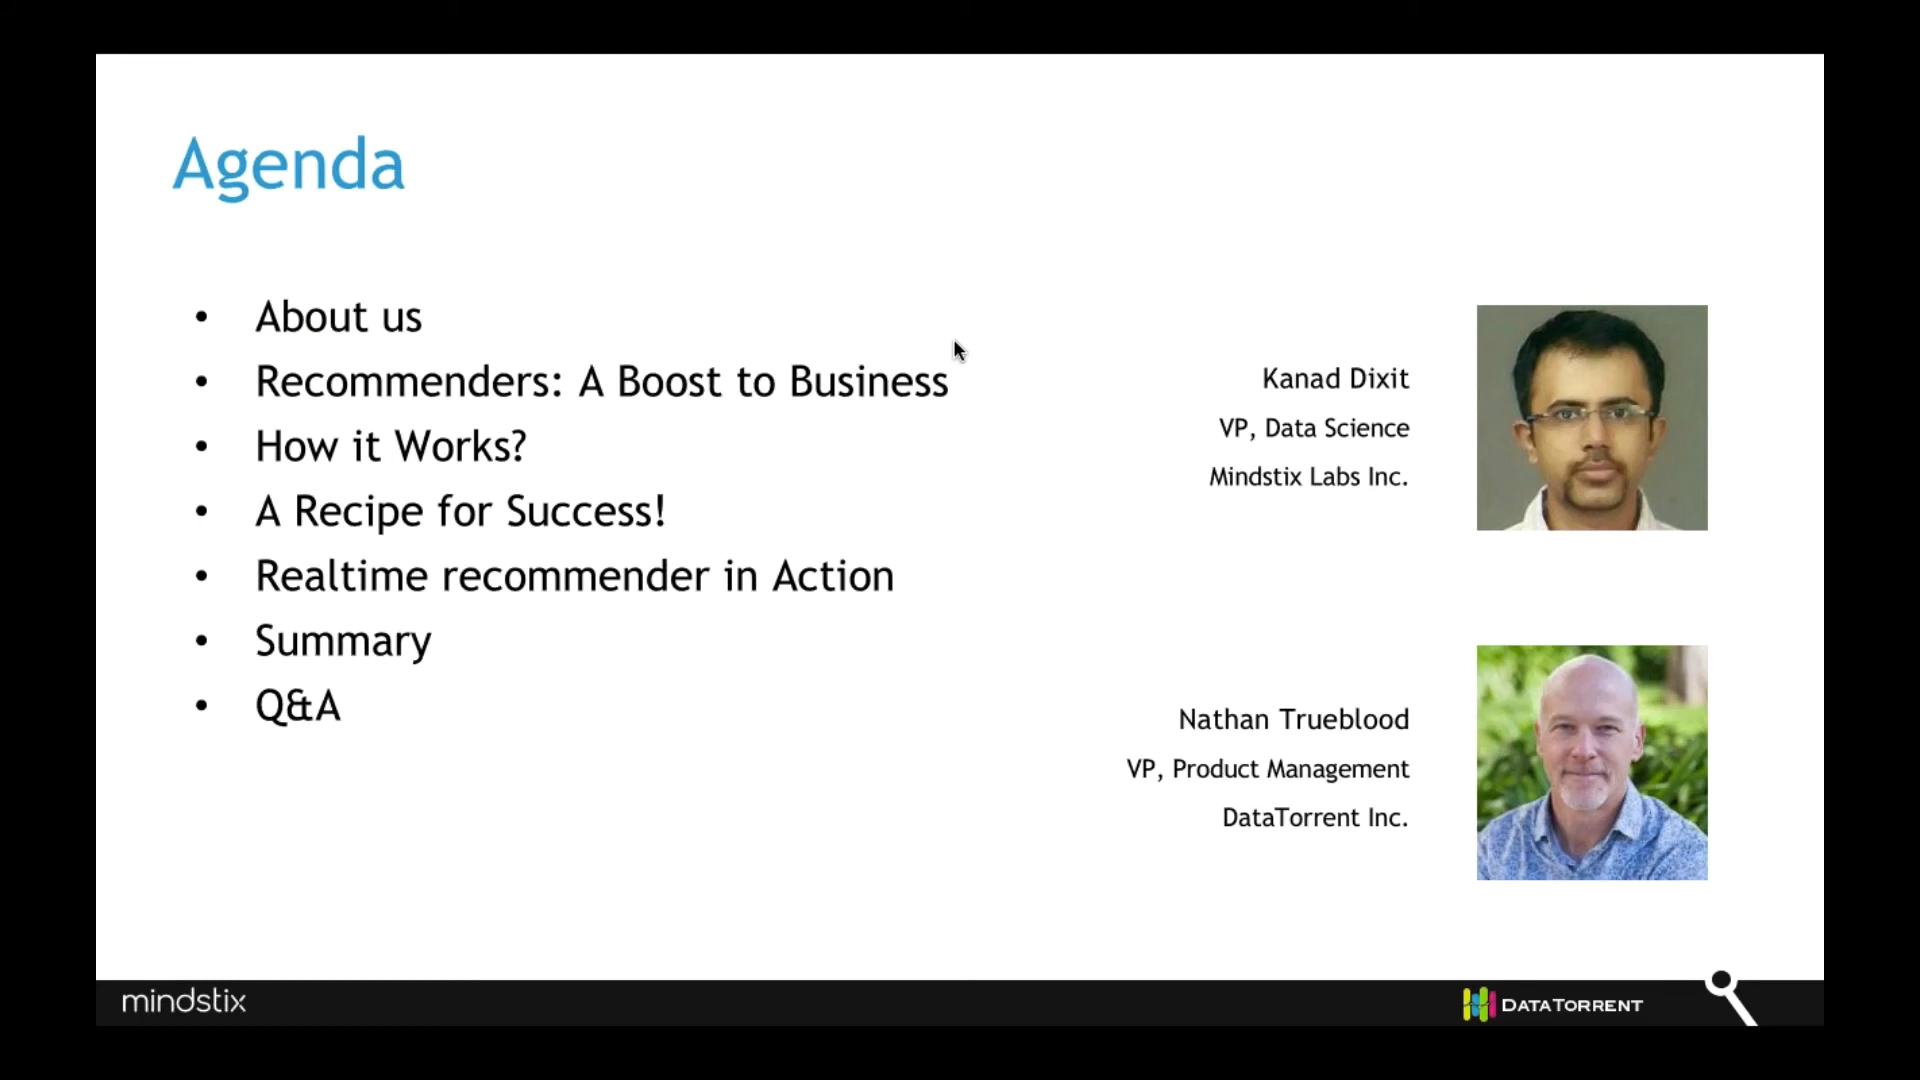 Agenda
• About us
• Recommenders: A Boost to Business
• How it Works?
• A Recipe for Success!
• Realtime recommender in Action
• Summary
• Q&A
Kanad Dixit
VP, Data Science
Mindstix Labs Inc.
Nathan Trueblood
VP, Product Management
DataTorrent Inc.
mindstix
DATATORRENT